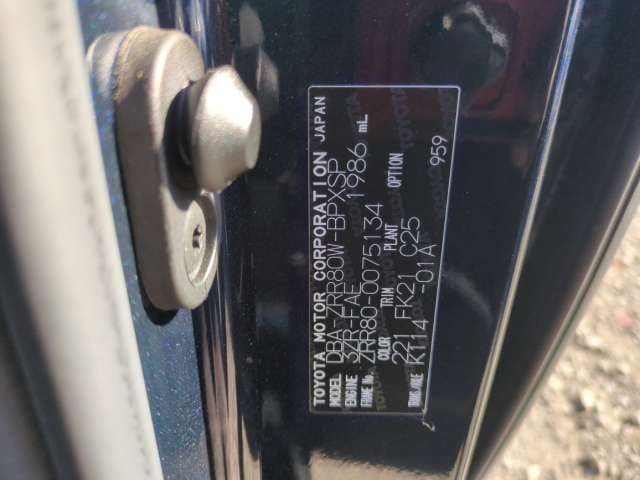 TOYOTA MOTOR CORPORATION JAPAN
MODEL DBA-ZRR80W-BPXSP
ENGINE 3ZR-FAE 1986 mL
FRAME No. ZRR80-0075134
COLOR TRIM PLANT OPTION
221 FK21 C25 959
TRNS./AXLE K114 -01A